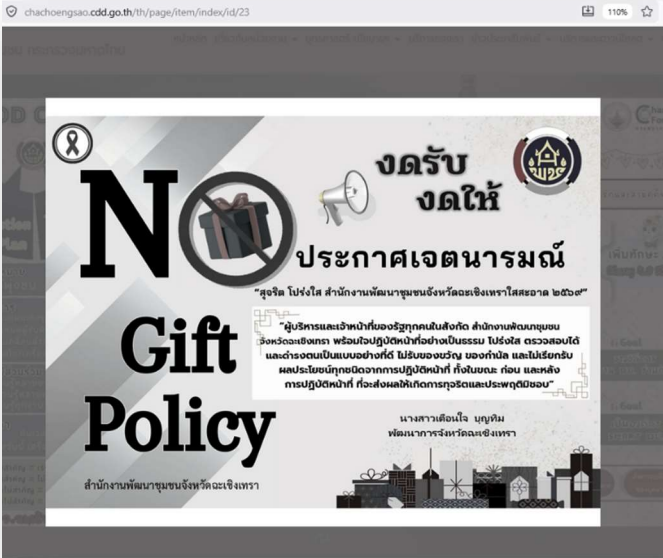 chachoengsao.cdd.go.th/th/page/item/index/id/23
110%
งดรับ
งดให้
พช
NO
Gift
Policy
ประกาศเจตนารมณ์
“สุจริต โปร่งใส สำนักงานพัฒนาชุมชนจังหวัดฉะเชิงเทราใสสะอาด ๒๕๖๙”
“ผู้บริหารและเจ้าหน้าที่ของรัฐทุกคนในสังกัด สำนักงานพัฒนาชุมชน
จังหวัดฉะเชิงเทรา พร้อมใจปฏิบัติหน้าที่อย่างเป็นธรรม โปร่งใส ตรวจสอบได้
และดำรงตนเป็นแบบอย่างที่ดี ไม่รับของขวัญ ของกำนัล และไม่เรียกรับ
ผลประโยชน์ทุกชนิดจากการปฏิบัติหน้าที่ ทั้งในขณะ ก่อน และหลัง
การปฏิบัติหน้าที่ ที่จะส่งผลให้เกิดการทุจริตและประพฤติมิชอบ”
นางสาวเตือนใจ บุญทิม
พัฒนาการจังหวัดฉะเชิงเทรา
สำนักงานพัฒนาชุมชนจังหวัดฉะเชิงเทรา